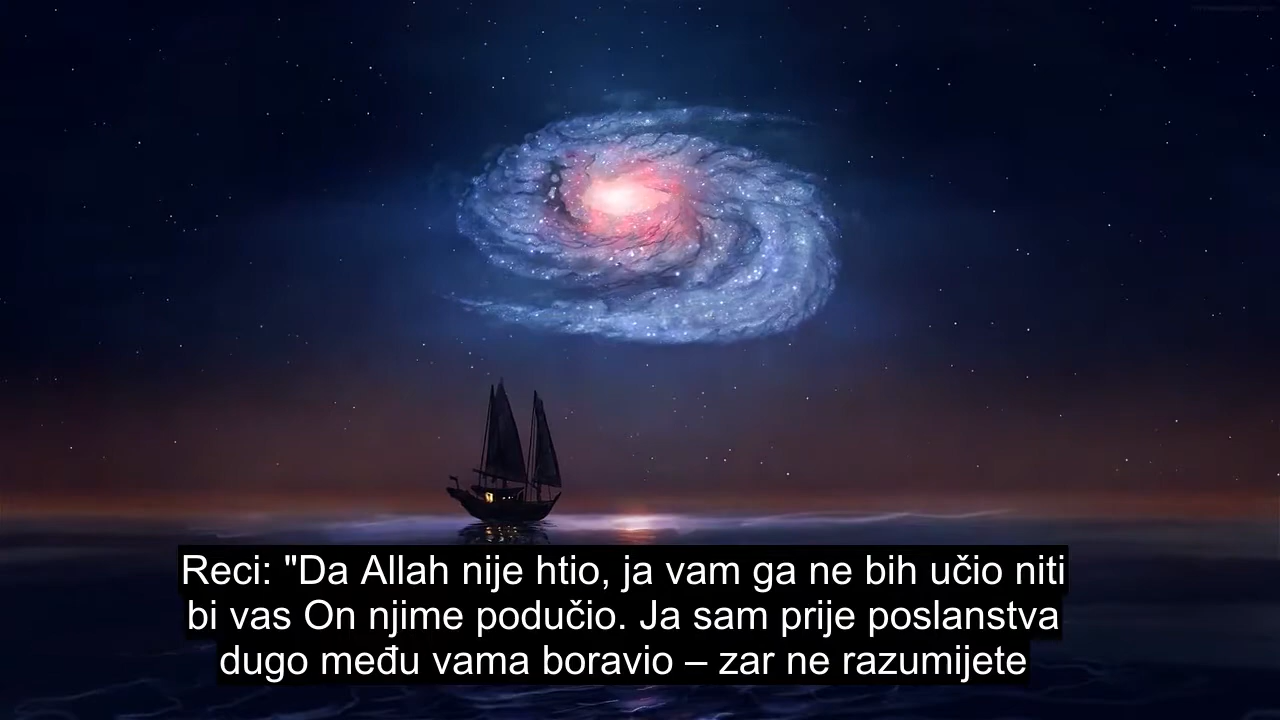 Reci: "Da Allah nije htio, ja vam ga ne bih učio niti
bi vas On njime podučio. Ja sam prije poslanstva
dugo među vama boravio – zar ne razumijete